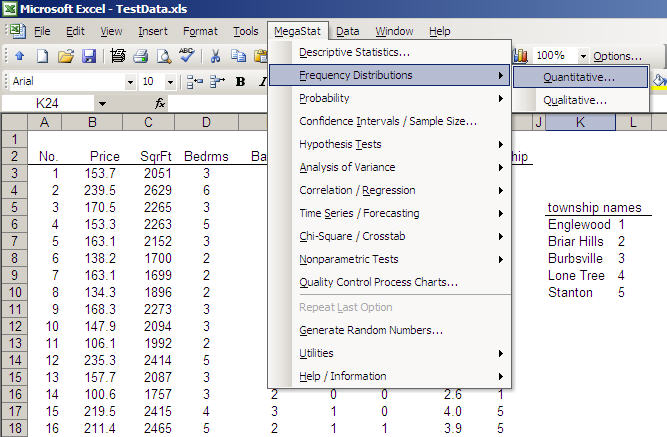 Microsoft Excel - TestData.xls
File Edit View Insert Format Tools MegaStat Data Window Help
100% Options...
Arial 10 B I
K24 fx
Descriptive Statistics...
Frequency Distributions
Probability
Confidence Intervals / Sample Size...
Hypothesis Tests
Analysis of Variance
Correlation / Regression
Time Series / Forecasting
Chi-Square / Crosstab
Nonparametric Tests
Quality Control Process Charts...
Repeat Last Option
Generate Random Numbers...
Utilities
Help / Information
Quantitative...
Qualitative...
A B C D J K L
1
2 No. Price SqrFt Bedrms Ba hip
3 1 153.7 2051 3
4 2 239.5 2629 6
5 3 170.5 2265 3 township names
6 4 153.3 2263 5 Englewood 1
7 5 163.1 2152 3 Briar Hills 2
8 6 138.2 1700 2 Burbsville 3
9 7 163.1 1699 2 Lone Tree 4
10 8 134.3 1896 2 Stanton 5
11 9 168.3 2273 3
12 10 147.9 2094 3
13 11 106.1 1992 2
14 12 235.3 2414 5
15 13 157.7 2087 3
16 14 100.6 1757 3 2 0 0 2.6 1
17 15 219.5 2415 4 3 1 0 4.0 5
18 16 211.4 2465 5 2 1 1 3.9 5